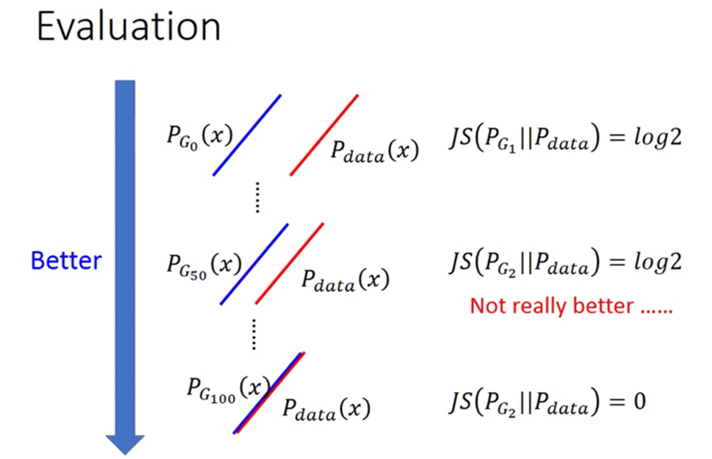 Evaluation
P_{G_0}(x)
P_{data}(x)
JS(P_{G_1}||P_{data}) = log2
Better
P_{G_{50}}(x)
P_{data}(x)
JS(P_{G_2}||P_{data}) = log2
Not really better ……
P_{G_{100}}(x)
P_{data}(x)
JS(P_{G_2}||P_{data}) = 0